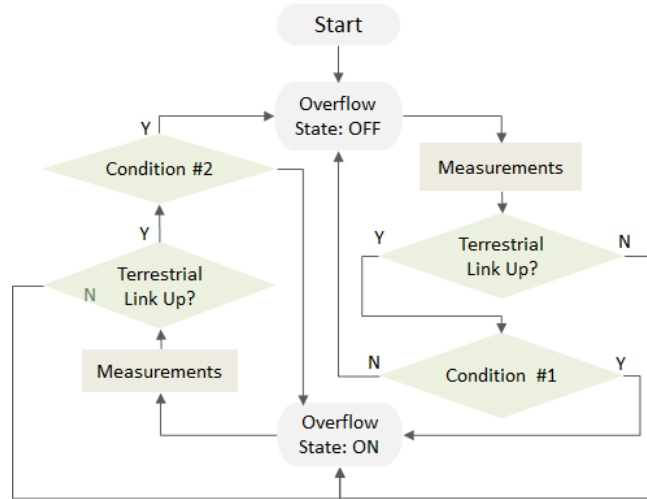 Start
Overflow
State: OFF
Y
Condition #2
Measurements
Y
Terrestrial
Link Up?
N
Y
Terrestrial
Link Up?
N
Measurements
N
Condition #1
Y
Overflow
State: ON